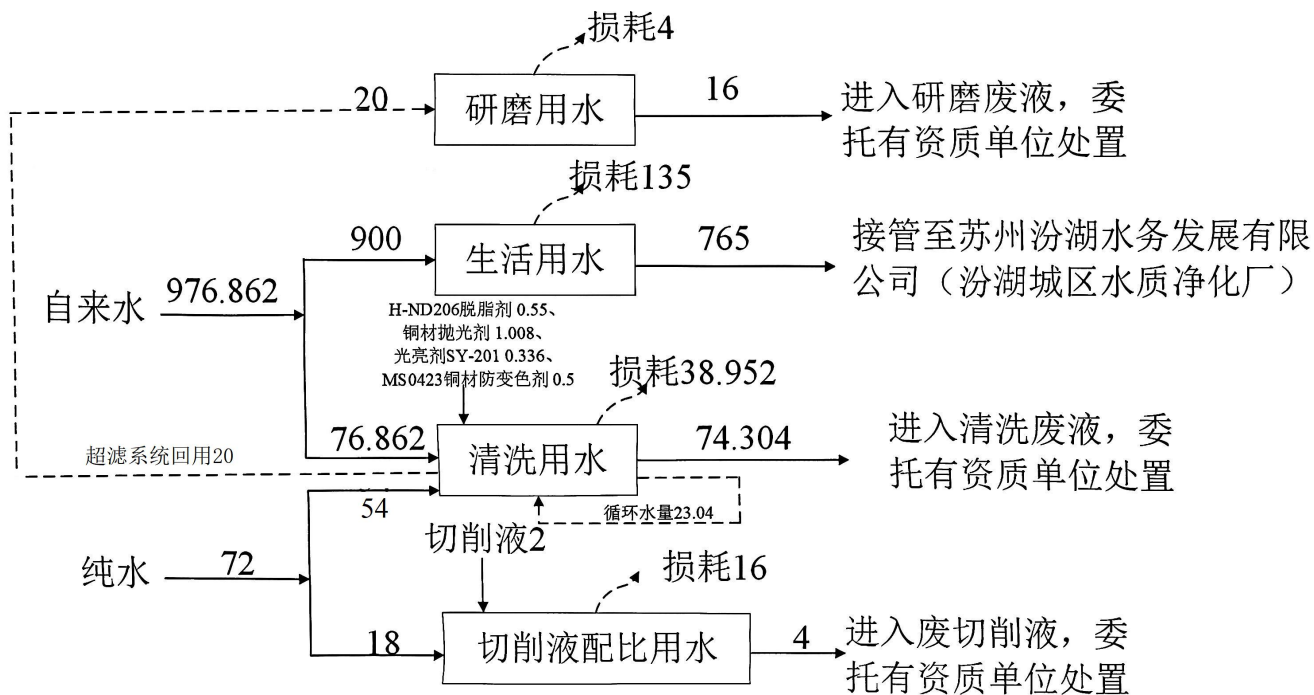 损耗4
20
研磨用水
16
进入研磨废液，委
托有资质单位处置
损耗135
900
生活用水
765
接管至苏州汾湖水务发展有限
公司（汾湖城区水质净化厂）
自来水
976.862
H-ND206脱脂剂 0.55、
铜材抛光剂 1.008、
光亮剂SY-201 0.336、
MS0423铜材防变色剂 0.5
损耗38.952
76.862
清洗用水
74.304
进入清洗废液，委
托有资质单位处置
超滤系统回用20
54
循环水量23.04
切削液2
纯水
72
损耗16
18
切削液配比用水
4
进入废切削液，委
托有资质单位处置